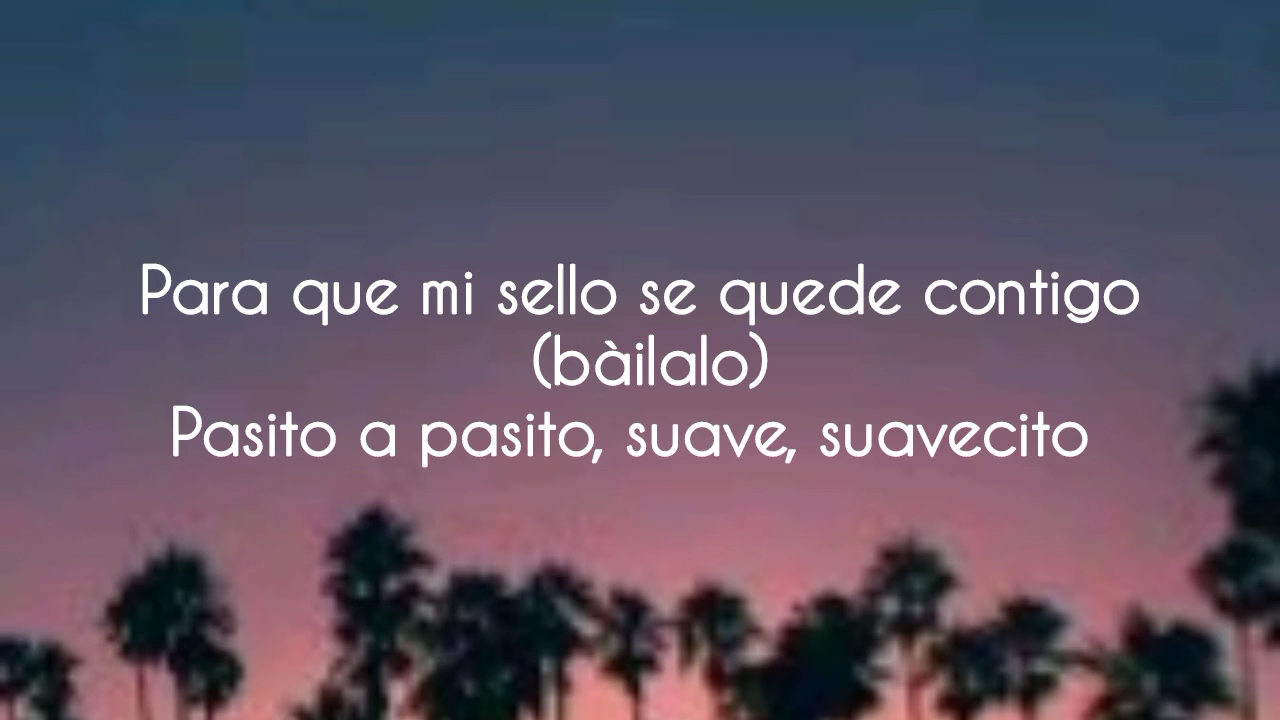 Para que mi sello se quede contigo
(bàilalo)
Pasito a pasito, suave, suavecito